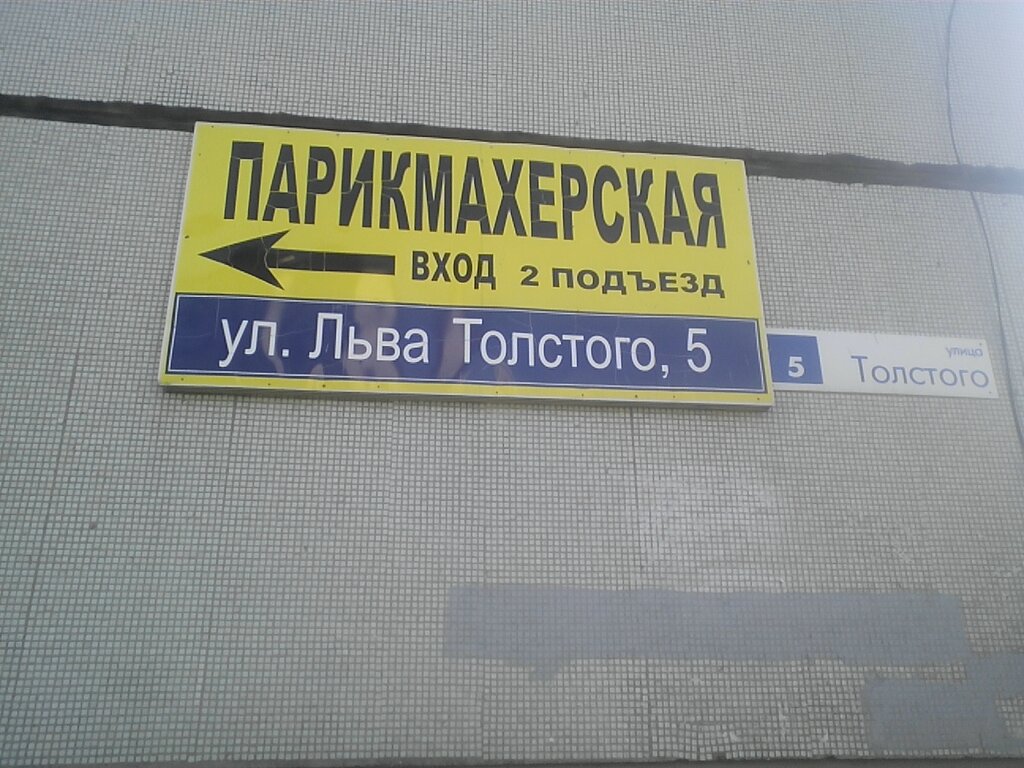 ПАРИКМАХЕРСКАЯ
ВХОД 2 ПОДЪЕЗД
ул. Льва Толстого, 5
5
улица
Толстого